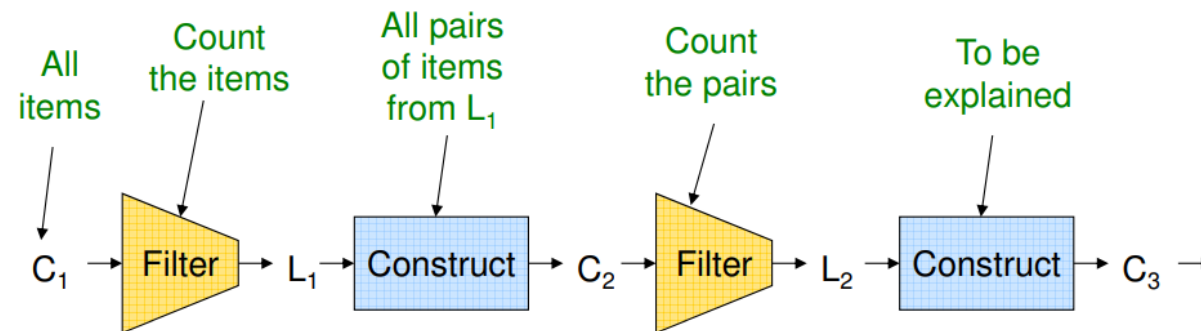 All
items
Count
the items
All pairs
of items
from L₁
Count
the pairs
To be
explained
C₁
Filter
L₁
Construct
C₂
Filter
L₂
Construct
C₃